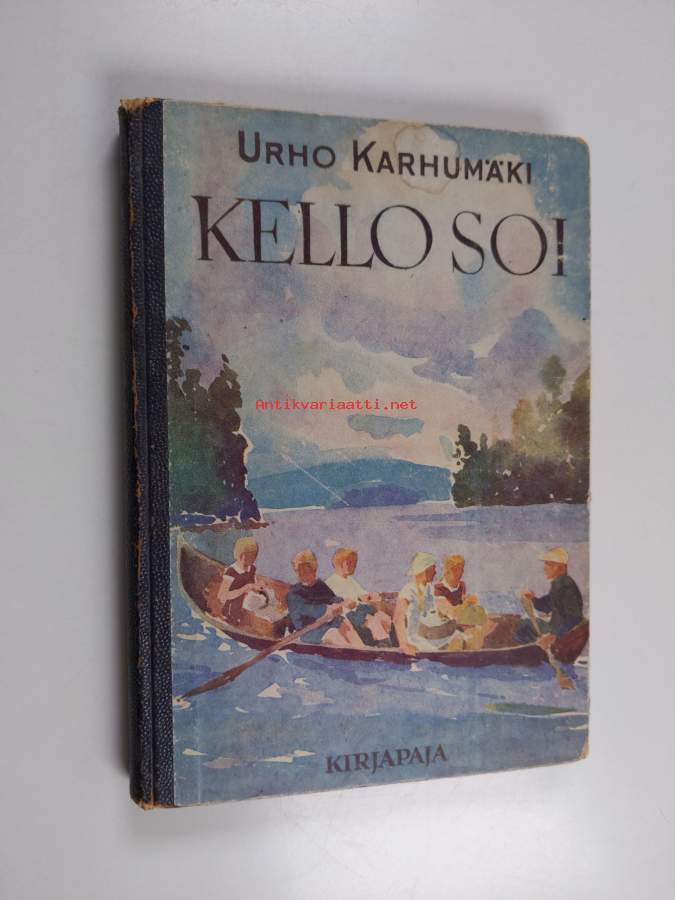 URHO KARHUMÄKI
KELLO SOI
Antikvariaatti.net
KIRJAPAJA